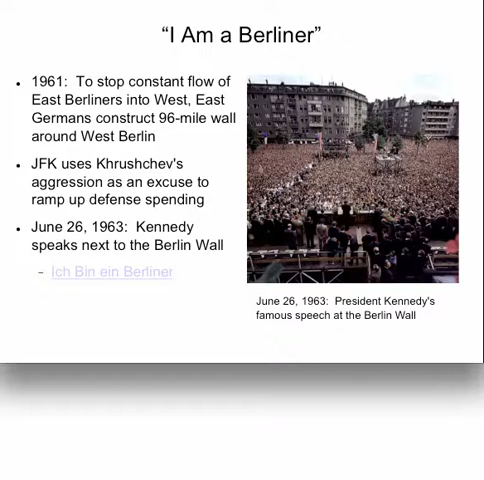 “I Am a Berliner”
• 1961:  To stop constant flow of
East Berliners into West, East
Germans construct 96-mile wall
around West Berlin
• JFK uses Khrushchev's
aggression as an excuse to
ramp up defense spending
• June 26, 1963:  Kennedy
speaks next to the Berlin Wall
– Ich Bin ein Berliner
June 26, 1963:  President Kennedy's
famous speech at the Berlin Wall